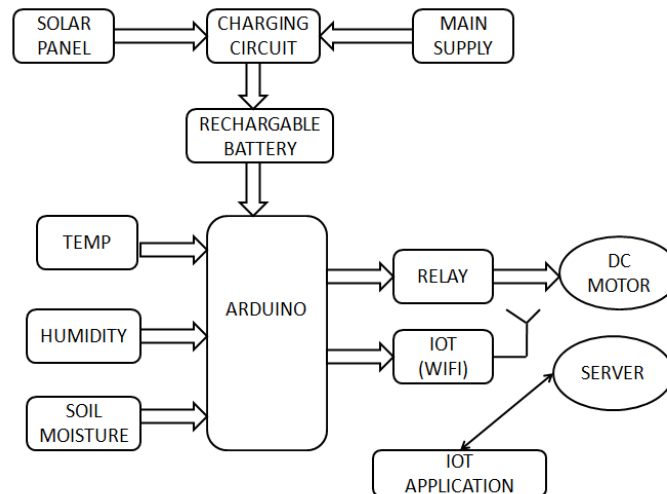 SOLAR
PANEL
CHARGING
CIRCUIT
MAIN
SUPPLY
RECHARGABLE
BATTERY
TEMP
HUMIDITY
SOIL
MOISTURE
ARDUINO
RELAY
DC
MOTOR
IOT
(WIFI)
SERVER
IOT
APPLICATION